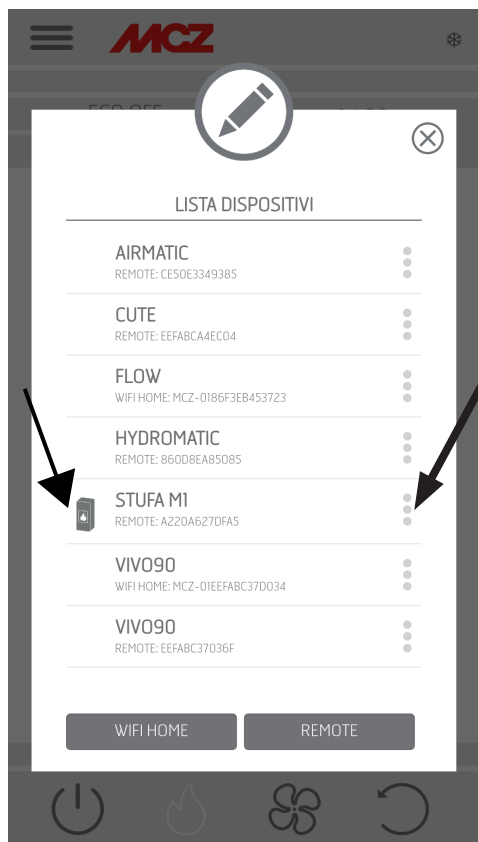 MCZ
LISTA DISPOSITIVI
AIRMATIC
REMOTE: CE50E3349385
CUTE
REMOTE: EEFABCA4EC04
FLOW
WIFI HOME: MCZ-0186F3EB453723
HYDROMATIC
REMOTE: 860D8EA85085
STUFA M1
REMOTE: A220A627DFA5
VIVO90
WIFI HOME: MCZ-01EEFABC37D034
VIVO90
REMOTE: EEFABC37036F
WIFI HOME
REMOTE